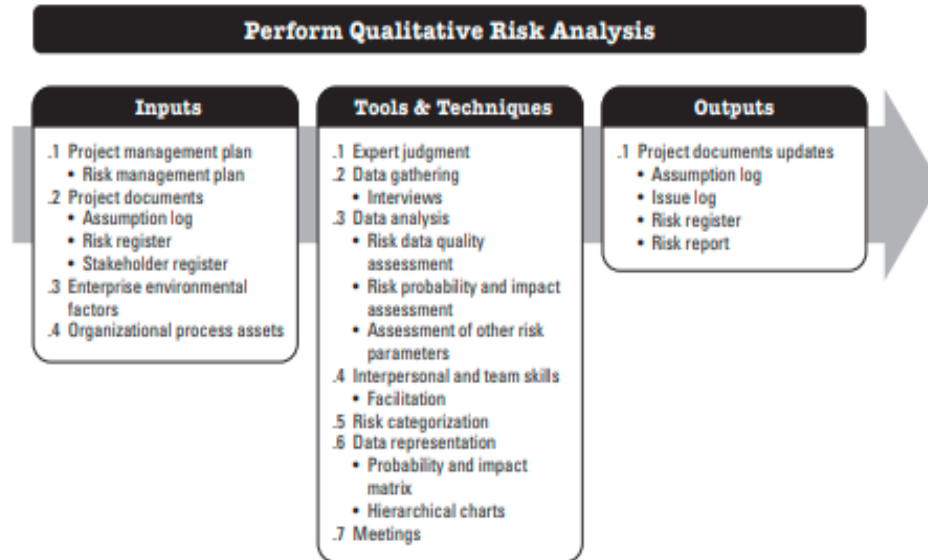 Perform Qualitative Risk Analysis
Inputs
.1 Project management plan
• Risk management plan
.2 Project documents
• Assumption log
• Risk register
• Stakeholder register
.3 Enterprise environmental
factors
.4 Organizational process assets
Tools & Techniques
.1 Expert judgment
.2 Data gathering
• Interviews
.3 Data analysis
• Risk data quality
assessment
• Risk probability and impact
assessment
• Assessment of other risk
parameters
.4 Interpersonal and team skills
• Facilitation
.5 Risk categorization
.6 Data representation
• Probability and impact
matrix
• Hierarchical charts
.7 Meetings
Outputs
.1 Project documents updates
• Assumption log
• Issue log
• Risk register
• Risk report